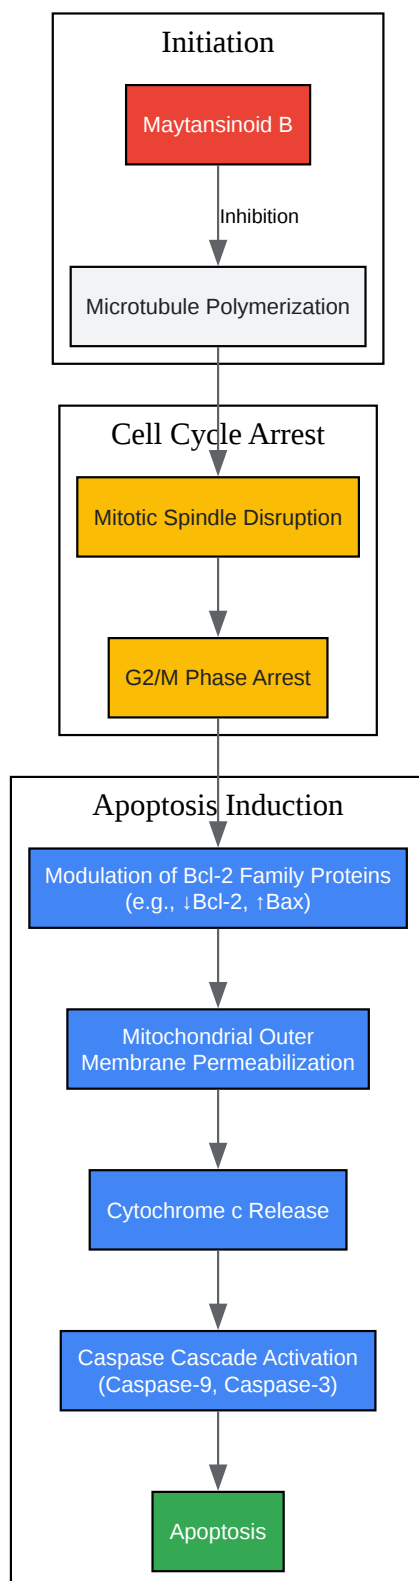 Initiation
Maytansinoid B
Inhibition
Microtubule Polymerization
Cell Cycle Arrest
Mitotic Spindle Disruption
G2/M Phase Arrest
Apoptosis Induction
Modulation of Bcl-2 Family Proteins
(e.g., ↓Bcl-2, ↑Bax)
Mitochondrial Outer
Membrane Permeabilization
Cytochrome c Release
Caspase Cascade Activation
(Caspase-9, Caspase-3)
Apoptosis